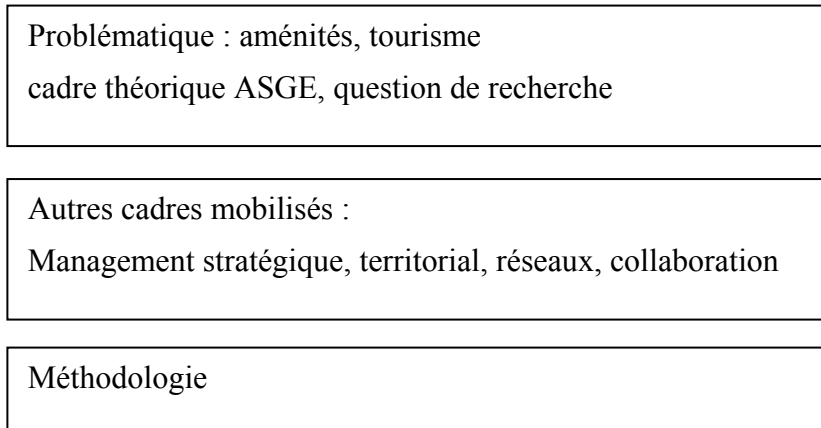 Problématique : aménités, tourisme
cadre théorique ASGE, question de recherche
Autres cadres mobilisés :
Management stratégique, territorial, réseaux, collaboration
Méthodologie